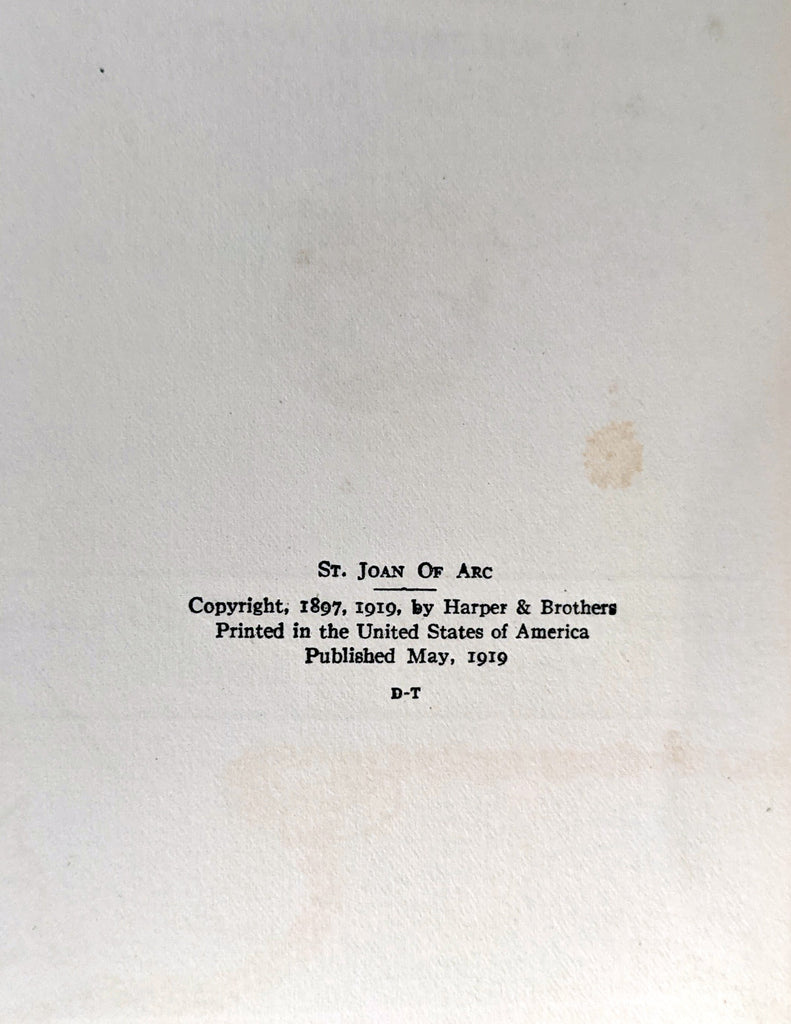 St. Joan Of Arc
Copyright, 1897, 1919, by Harper & Brothers
Printed in the United States of America
Published May, 1919
D-T